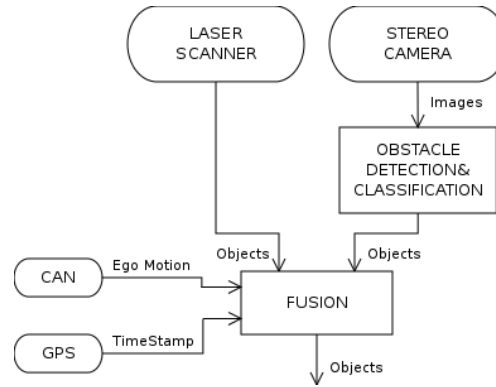 LASER
SCANNER
STEREO
CAMERA
Images
OBSTACLE
DETECTION&
CLASSIFICATION
Objects
Objects
CAN
Ego Motion
FUSION
GPS
TimeStamp
Objects